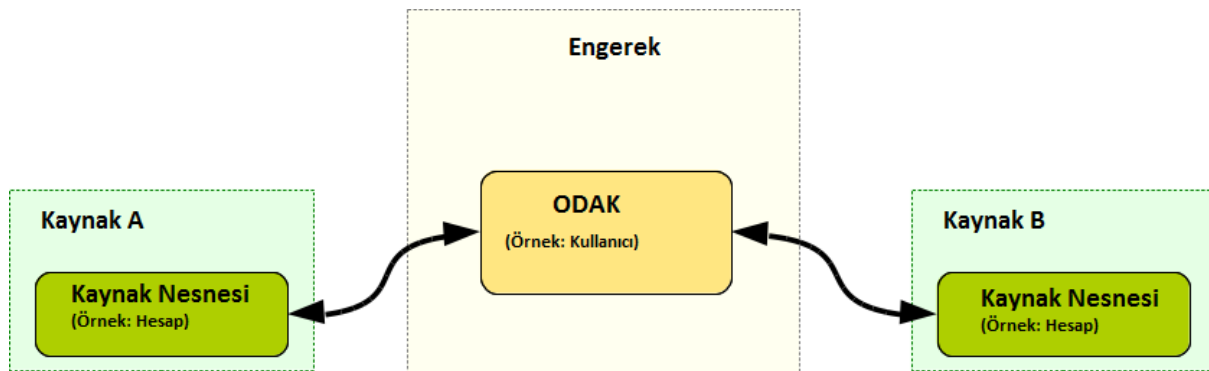 Engerek
ODAK
(Örnek: Kullanıcı)
Kaynak A
Kaynak Nesnesi
(Örnek: Hesap)
Kaynak B
Kaynak Nesnesi
(Örnek: Hesap)